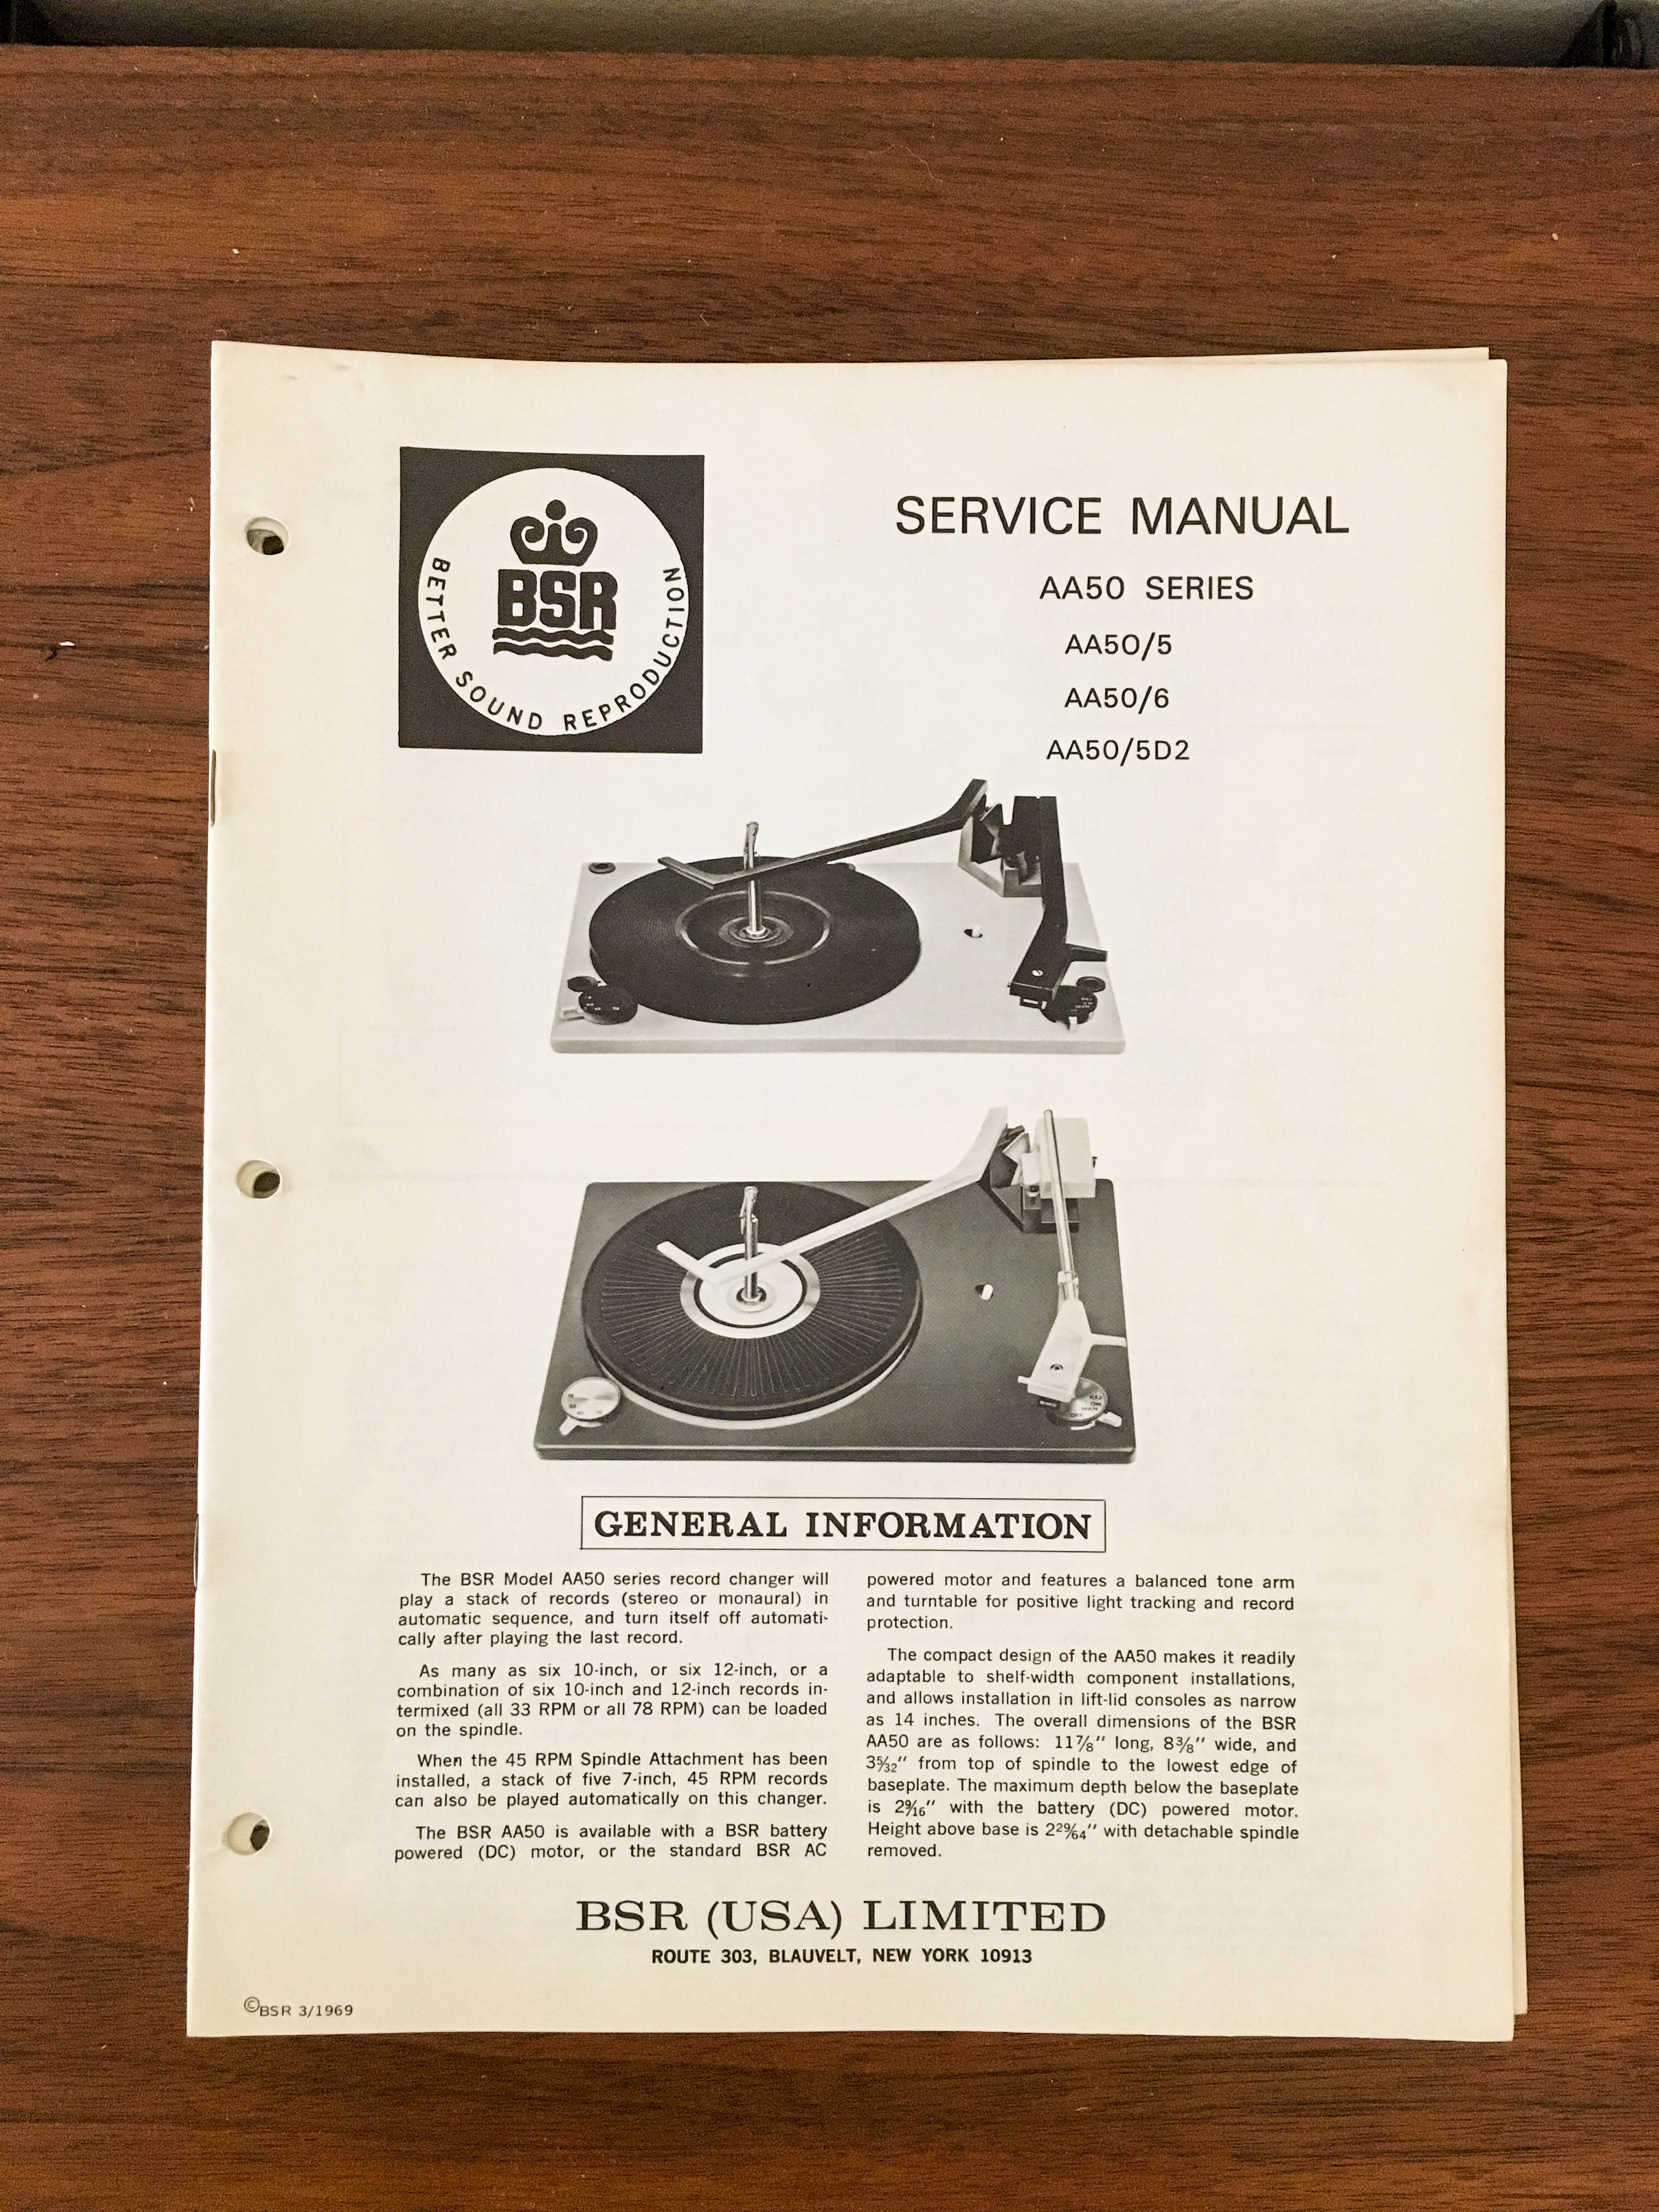 BSR
BETTER SOUND REPRODUCTION
SERVICE MANUAL
AA50 SERIES
AA50/5
AA50/6
AA50/5D2
GENERAL INFORMATION
The BSR Model AA50 series record changer will
play a stack of records (stereo or monaural) in
automatic sequence, and turn itself off automati-
cally after playing the last record.
As many as six 10-inch, or six 12-inch, or a
combination of six 10-inch and 12-inch records in-
termixed (all 33 RPM or all 78 RPM) can be loaded
on the spindle.
When the 45 RPM Spindle Attachment has been
installed, a stack of five 7-inch, 45 RPM records
can also be played automatically on this changer.
The BSR AA50 is available with a BSR battery
powered (DC) motor, or the standard BSR AC
powered motor and features a balanced tone arm
and turntable for positive light tracking and record
protection.
The compact design of the AA50 makes it readily
adaptable to shelf-width component installations,
and allows installation in lift-lid consoles as narrow
as 14 inches. The overall dimensions of the BSR
AA50 are as follows: 11⅞″ long, 8⅜″ wide, and
3⁵⁄₃₂″ from top of spindle to the lowest edge of
baseplate. The maximum depth below the baseplate
is 2⁹⁄₁₆″ with the battery (DC) powered motor.
Height above base is 2²⁹⁄₆₄″ with detachable spindle
removed.
BSR (USA) LIMITED
ROUTE 303, BLAUVELT, NEW YORK 10913
©BSR 3/1969